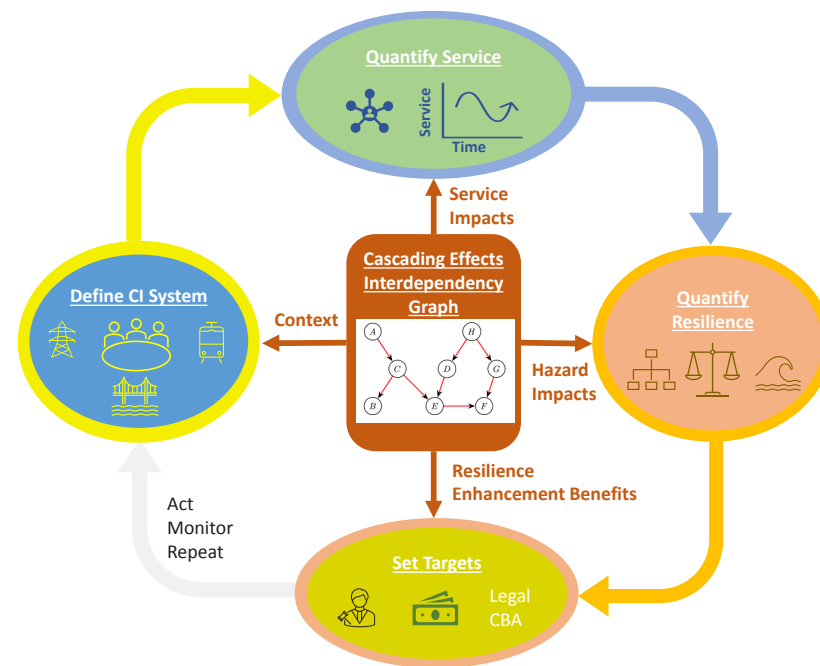 Quantify Service
Service
Time
Service
Impacts
Cascading Effects
Interdependency
Graph
A
H
C
D
G
B
E
F
Define CI System
Context
Quantify
Resilience
Hazard
Impacts
Resilience
Enhancement Benefits
Act
Monitor
Repeat
Set Targets
Legal
CBA